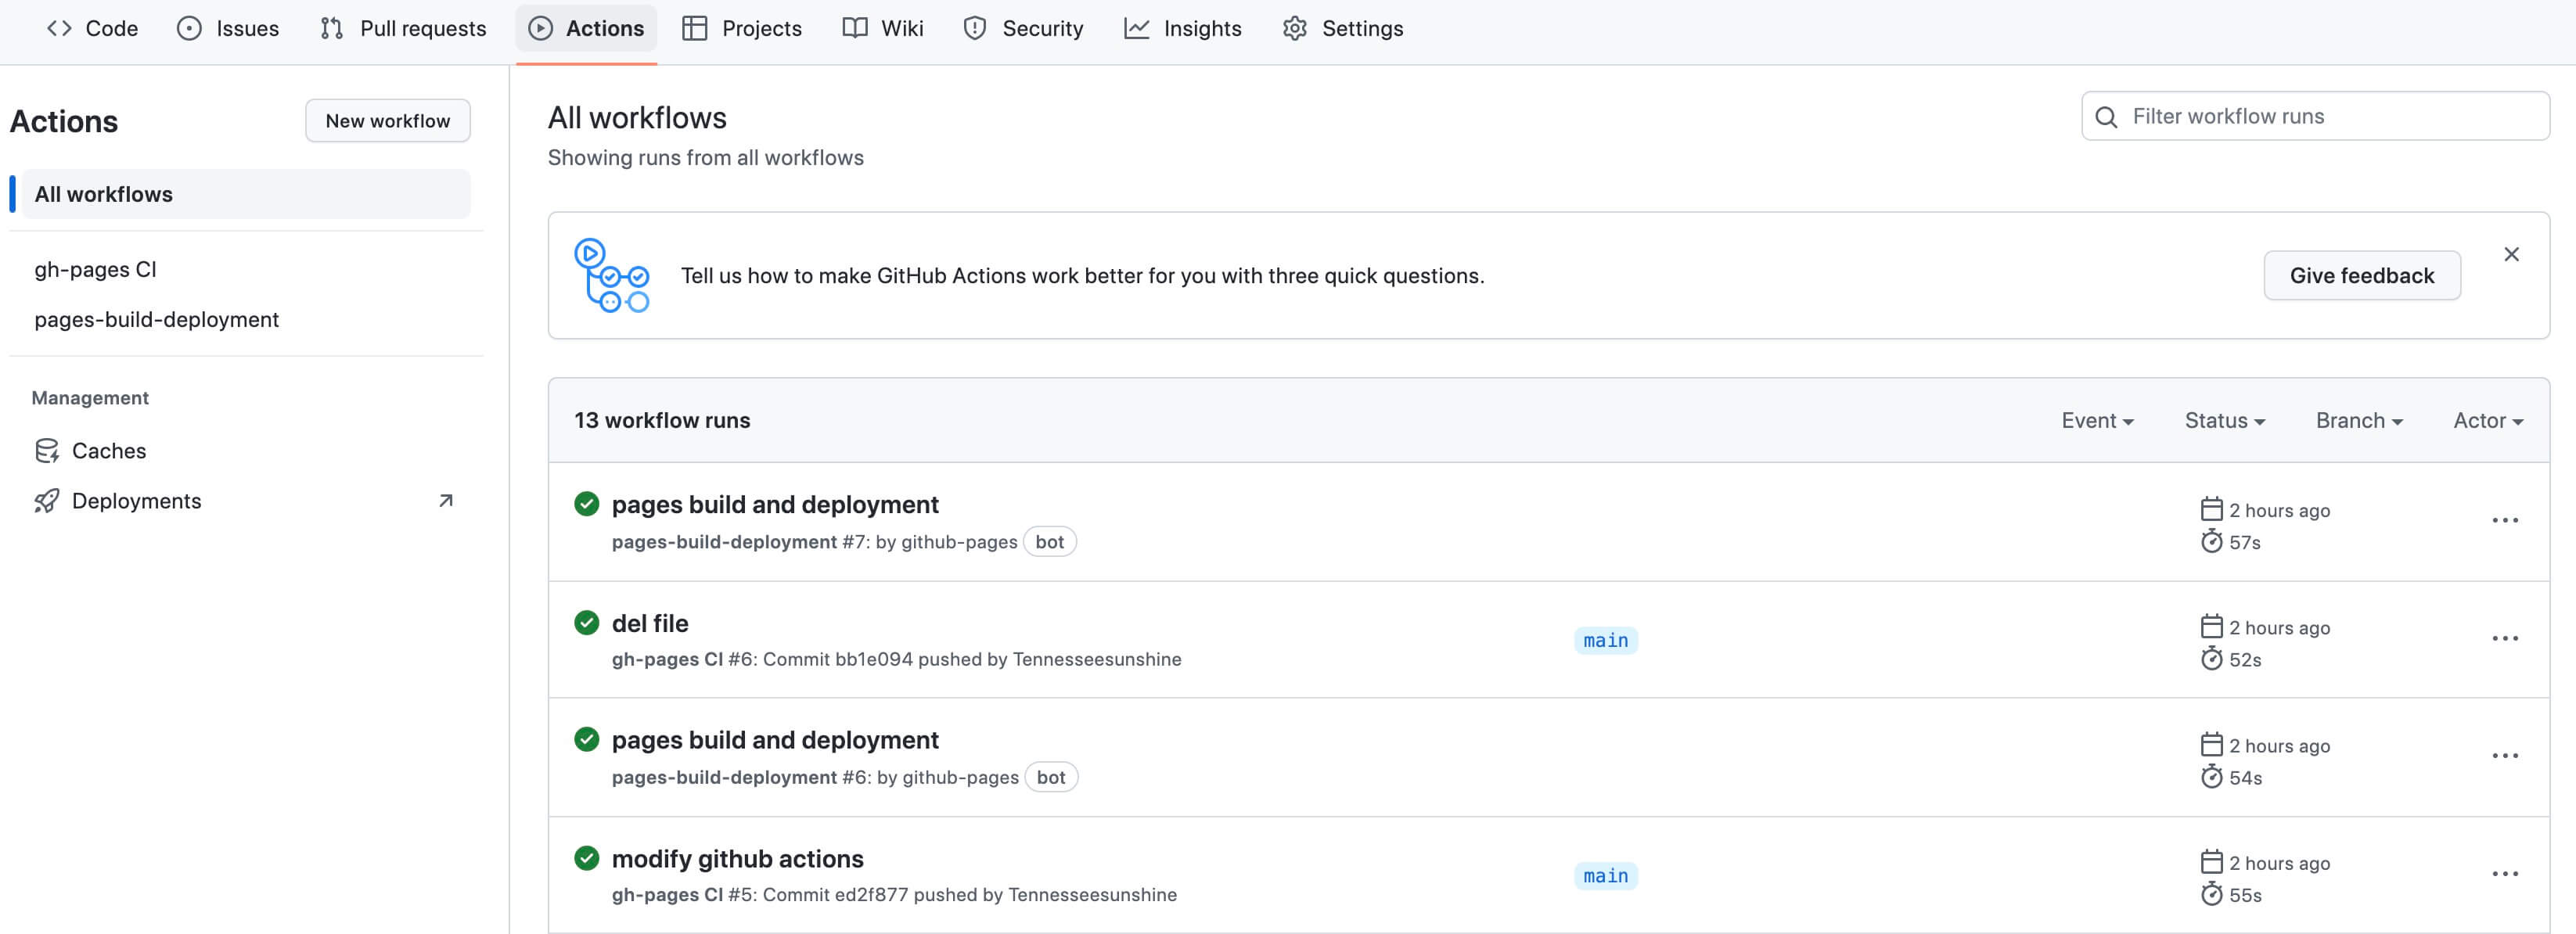 Code Issues Pull requests Actions Projects Wiki Security Insights Settings
Actions
New workflow
All workflows
gh-pages CI
pages-build-deployment
Management
Caches
Deployments
All workflows
Showing runs from all workflows
Filter workflow runs
Tell us how to make GitHub Actions work better for you with three quick questions.
Give feedback
13 workflow runs
Event Status Branch Actor
pages build and deployment
pages-build-deployment #7: by github-pages bot
2 hours ago
57s
del file
gh-pages CI #6: Commit bb1e094 pushed by Tennesseesunshine
main
2 hours ago
52s
pages build and deployment
pages-build-deployment #6: by github-pages bot
2 hours ago
54s
modify github actions
gh-pages CI #5: Commit ed2f877 pushed by Tennesseesunshine
main
2 hours ago
55s